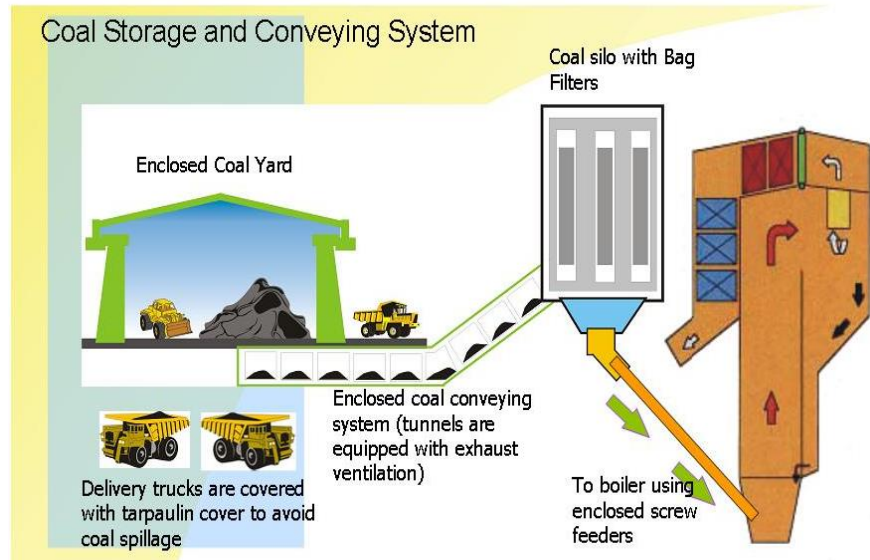 Coal Storage and Conveying System
Coal silo with Bag
Filters
Enclosed Coal Yard
Enclosed coal conveying
system (tunnels are
equipped with exhaust
ventilation)
Delivery trucks are covered
with tarpaulin cover to avoid
coal spillage
To boiler using
enclosed screw
feeders